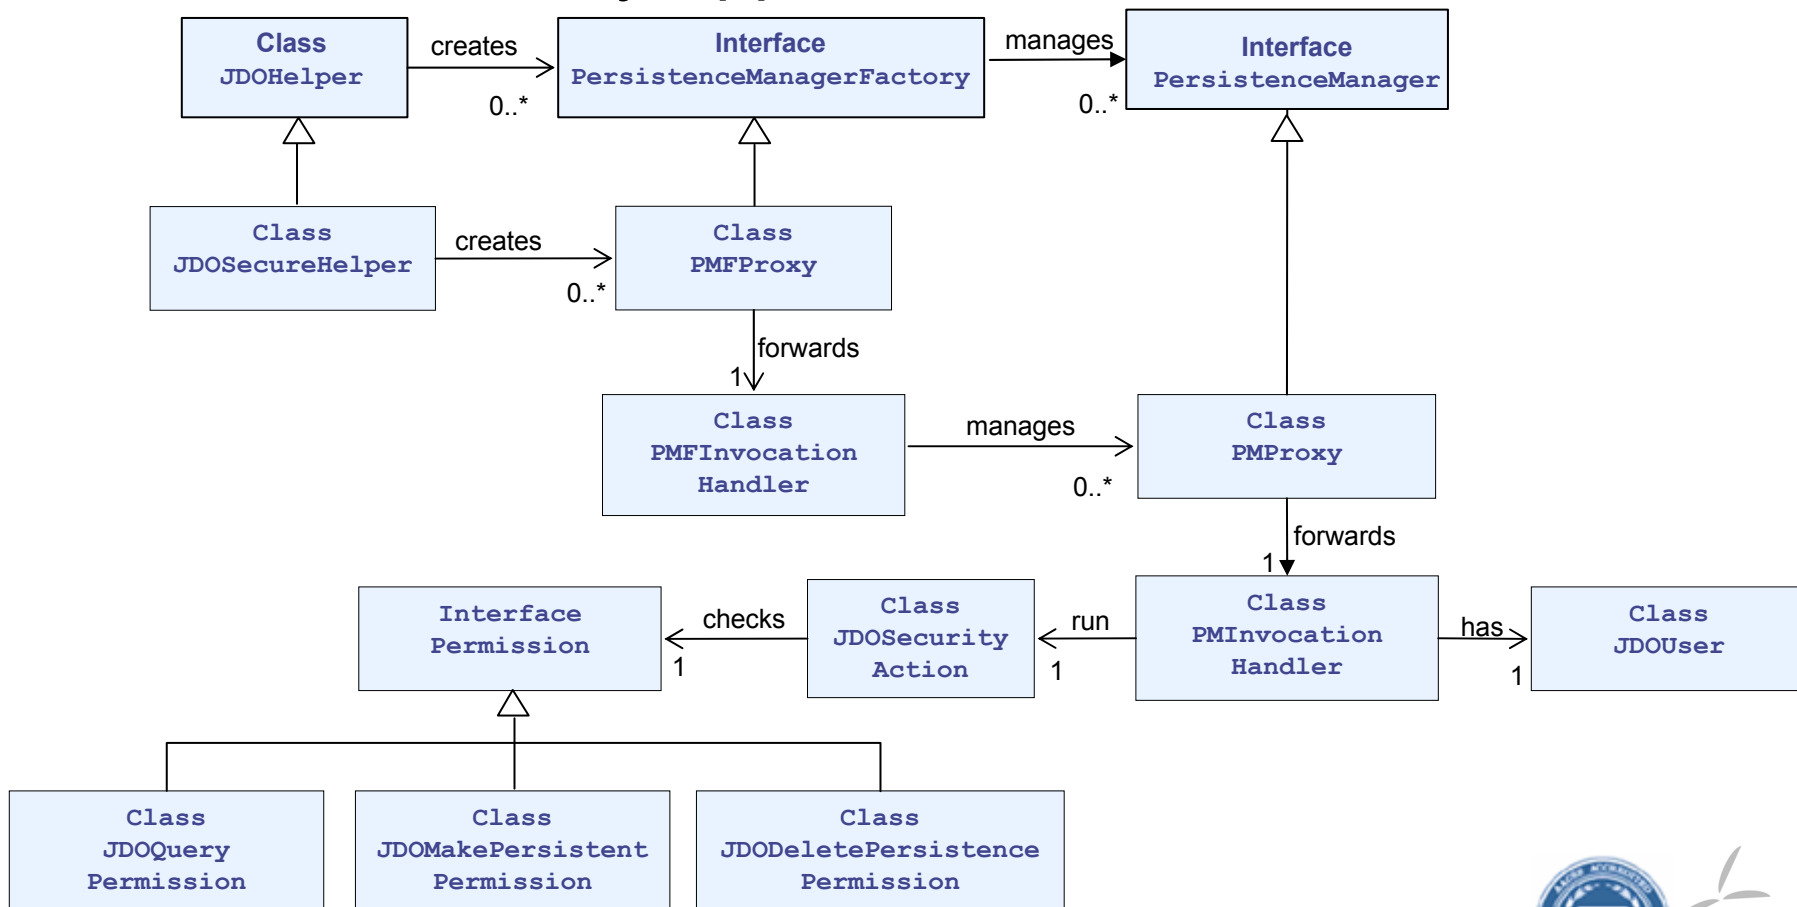 Class
JDOHelper
creates
0..*
Interface
PersistenceManagerFactory
manages
0..*
Interface
PersistenceManager
Class
JDOSecureHelper
creates
0..*
Class
PMFProxy
forwards
1
Class
PMFInvocation
Handler
manages
0..*
Class
PMProxy
forwards
1
Interface
Permission
checks
1
Class
JDOSecurity
Action
run
1
Class
PMInvocation
Handler
has
1
Class
JDOUser
Class
JDOQuery
Permission
Class
JDOMakePersistent
Permission
Class
JDODeletePersistence
Permission